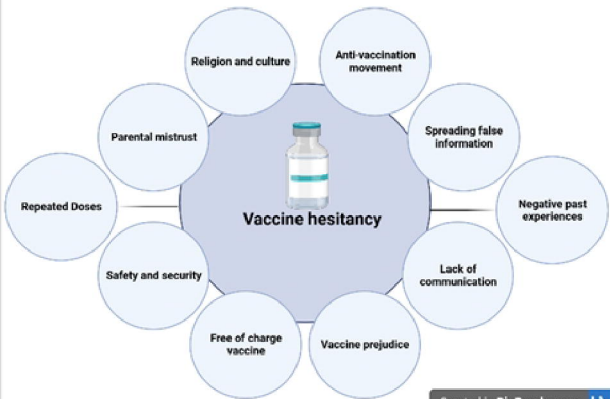 Religion and culture
Anti-vaccination
movement
Parental mistrust
Spreading false
information
Repeated Doses
Vaccine hesitancy
Negative past
experiences
Safety and security
Lack of
communication
Free of charge
vaccine
Vaccine prejudice